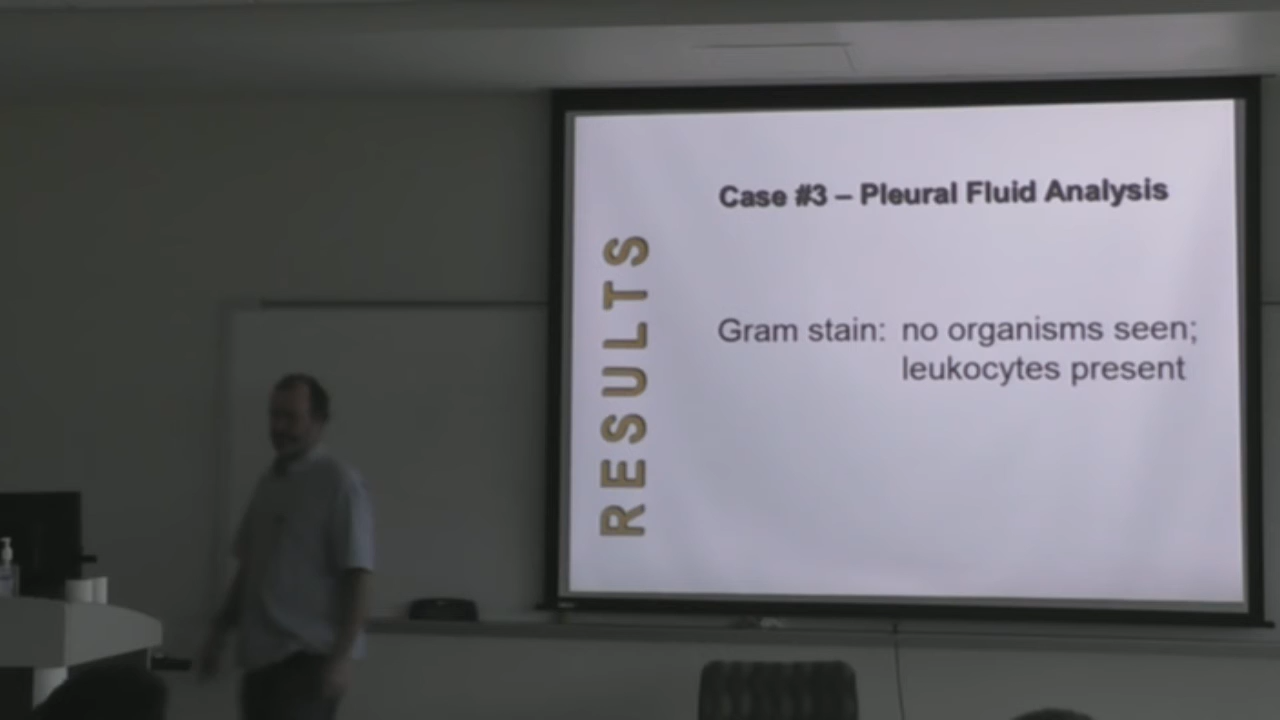 Case #3 – Pleural Fluid Analysis
RESULTS
Gram stain: no organisms seen;
leukocytes present